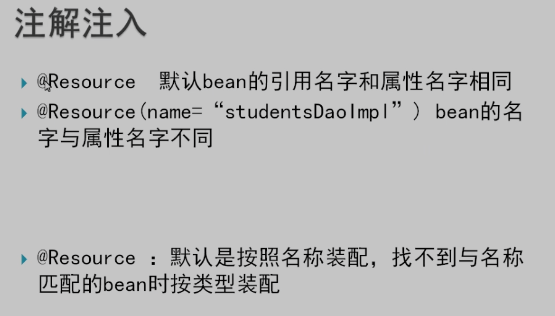 注解注入
@Resource 默认bean的引用名字和属性名字相同
@Resource(name=“studentsDaoImpl”) bean的名
字与属性名字不同
@Resource : 默认是按照名称装配，找不到与名称
匹配的bean时按类型装配